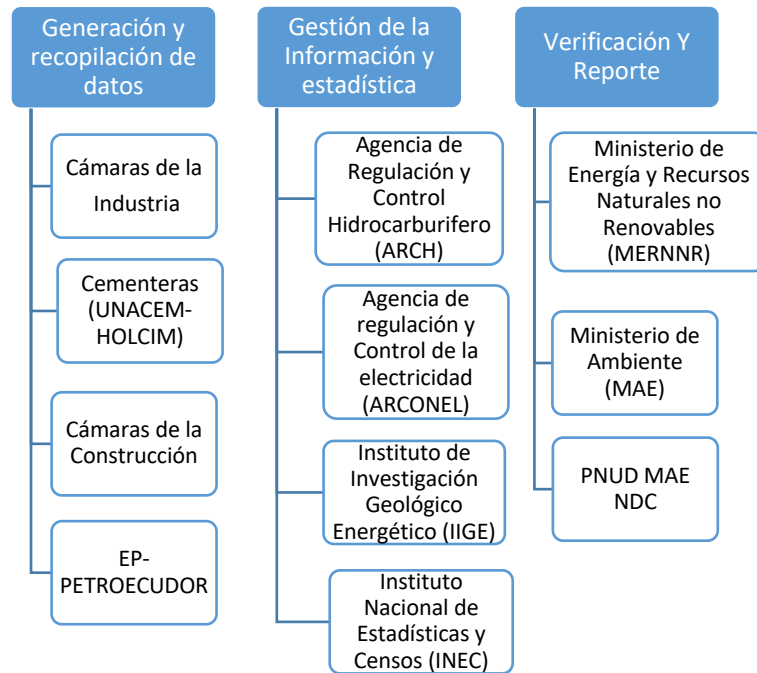 Generación y
recopilación de
datos
Cámaras de la
Industria
Cementeras
(UNACEM-
HOLCIM)
Cámaras de la
Construcción
EP-
PETROECUDOR
Gestión de la
Información y
estadística
Agencia de
Regulación y
Control
Hidrocarburifero
(ARCH)
Agencia de
regulación y
Control de la
electricidad
(ARCONEL)
Instituto de
Investigación
Geológico
Energético (IIGE)
Instituto
Nacional de
Estadísticas y
Censos (INEC)
Verificación Y
Reporte
Ministerio de
Energía y Recursos
Naturales no
Renovables
(MERNNR)
Ministerio de
Ambiente
(MAE)
PNUD MAE
NDC